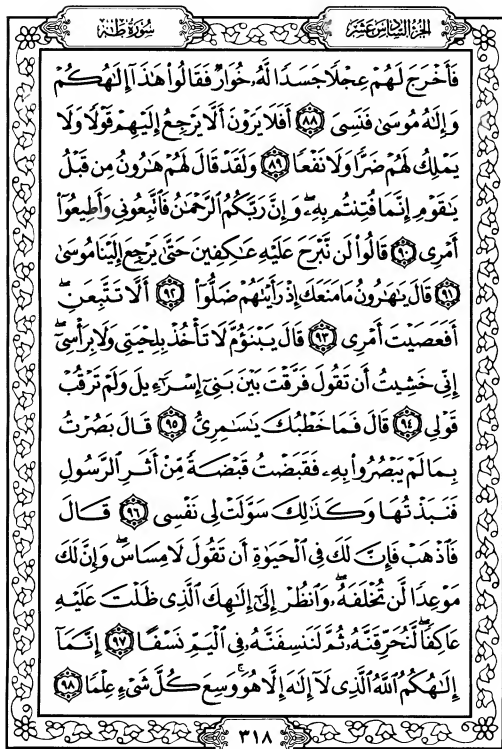 الجزء السادس عشر
سورة طه
فَأَخْرَجَ لَهُمْ عِجْلًا جَسَدًا لَّهُۥ خُوَارٌ فَقَالُوا۟ هَٰذَآ إِلَٰهُكُمْ
وَإِلَٰهُ مُوسَىٰ فَنَسِىَ ٨٨ أَفَلَا يَرَوْنَ أَلَّا يَرْجِعُ إِلَيْهِمْ قَوْلًا وَلَا
يَمْلِكُ لَهُمْ ضَرًّا وَلَا نَفْعًا ٨٩ وَلَقَدْ قَالَ لَهُمْ هَٰرُونُ مِن قَبْلُ
يَٰقَوْمِ إِنَّمَا فُتِنتُم بِهِۦ وَإِنَّ رَبَّكُمُ ٱلرَّحْمَٰنُ فَٱتَّبِعُونِى وَأَطِيعُوٓا۟
أَمْرِى ٩٠ قَالُوا۟ لَن نَّبْرَحَ عَلَيْهِ عَٰكِفِينَ حَتَّىٰ يَرْجِعَ إِلَيْنَا مُوسَىٰ
٩١ قَالَ يَٰهَٰرُونُ مَا مَنَعَكَ إِذْ رَأَيْتَهُمْ ضَلُّوٓا۟ ٩٢ أَلَّا تَتَّبِعَنِ ۖ
أَفَعَصَيْتَ أَمْرِى ٩٣ قَالَ يَبْنَؤُمَّ لَا تَأْخُذْ بِلِحْيَتِى وَلَا بِرَأْسِىٓ ۖ
إِنِّى خَشِيتُ أَن تَقُولَ فَرَّقْتَ بَيْنَ بَنِىٓ إِسْرَٰٓءِيلَ وَلَمْ تَرْقُبْ
قَوْلِى ٩٤ قَالَ فَمَا خَطْبُكَ يَٰسَٰمِرِىُّ ٩٥ قَالَ بَصُرْتُ
بِمَا لَمْ يَبْصُرُوا۟ بِهِۦ فَقَبَضْتُ قَبْضَةً مِّنْ أَثَرِ ٱلرَّسُولِ
فَنَبَذْتُهَا وَكَذَٰلِكَ سَوَّلَتْ لِى نَفْسِى ٩٦ قَالَ
فَٱذْهَبْ فَإِنَّ لَكَ فِى ٱلْحَيَوٰةِ أَن تَقُولَ لَا مِسَاسَ ۖ وَإِنَّ لَكَ
مَوْعِدًا لَّن تُخْلَفَهُۥ ۖ وَٱنظُرْ إِلَىٰٓ إِلَٰهِكَ ٱلَّذِى ظَلْتَ عَلَيْهِ
عَاكِفًا ۖ لَّنُحَرِّقَنَّهُۥ ثُمَّ لَنَنسِفَنَّهُۥ فِى ٱلْيَمِّ نَسْفًا ٩٧ إِنَّمَآ
إِلَٰهُكُمُ ٱللَّهُ ٱلَّذِى لَآ إِلَٰهَ إِلَّا هُوَ ۚ وَسِعَ كُلَّ شَىْءٍ عِلْمًا ٩٨
٣١٨